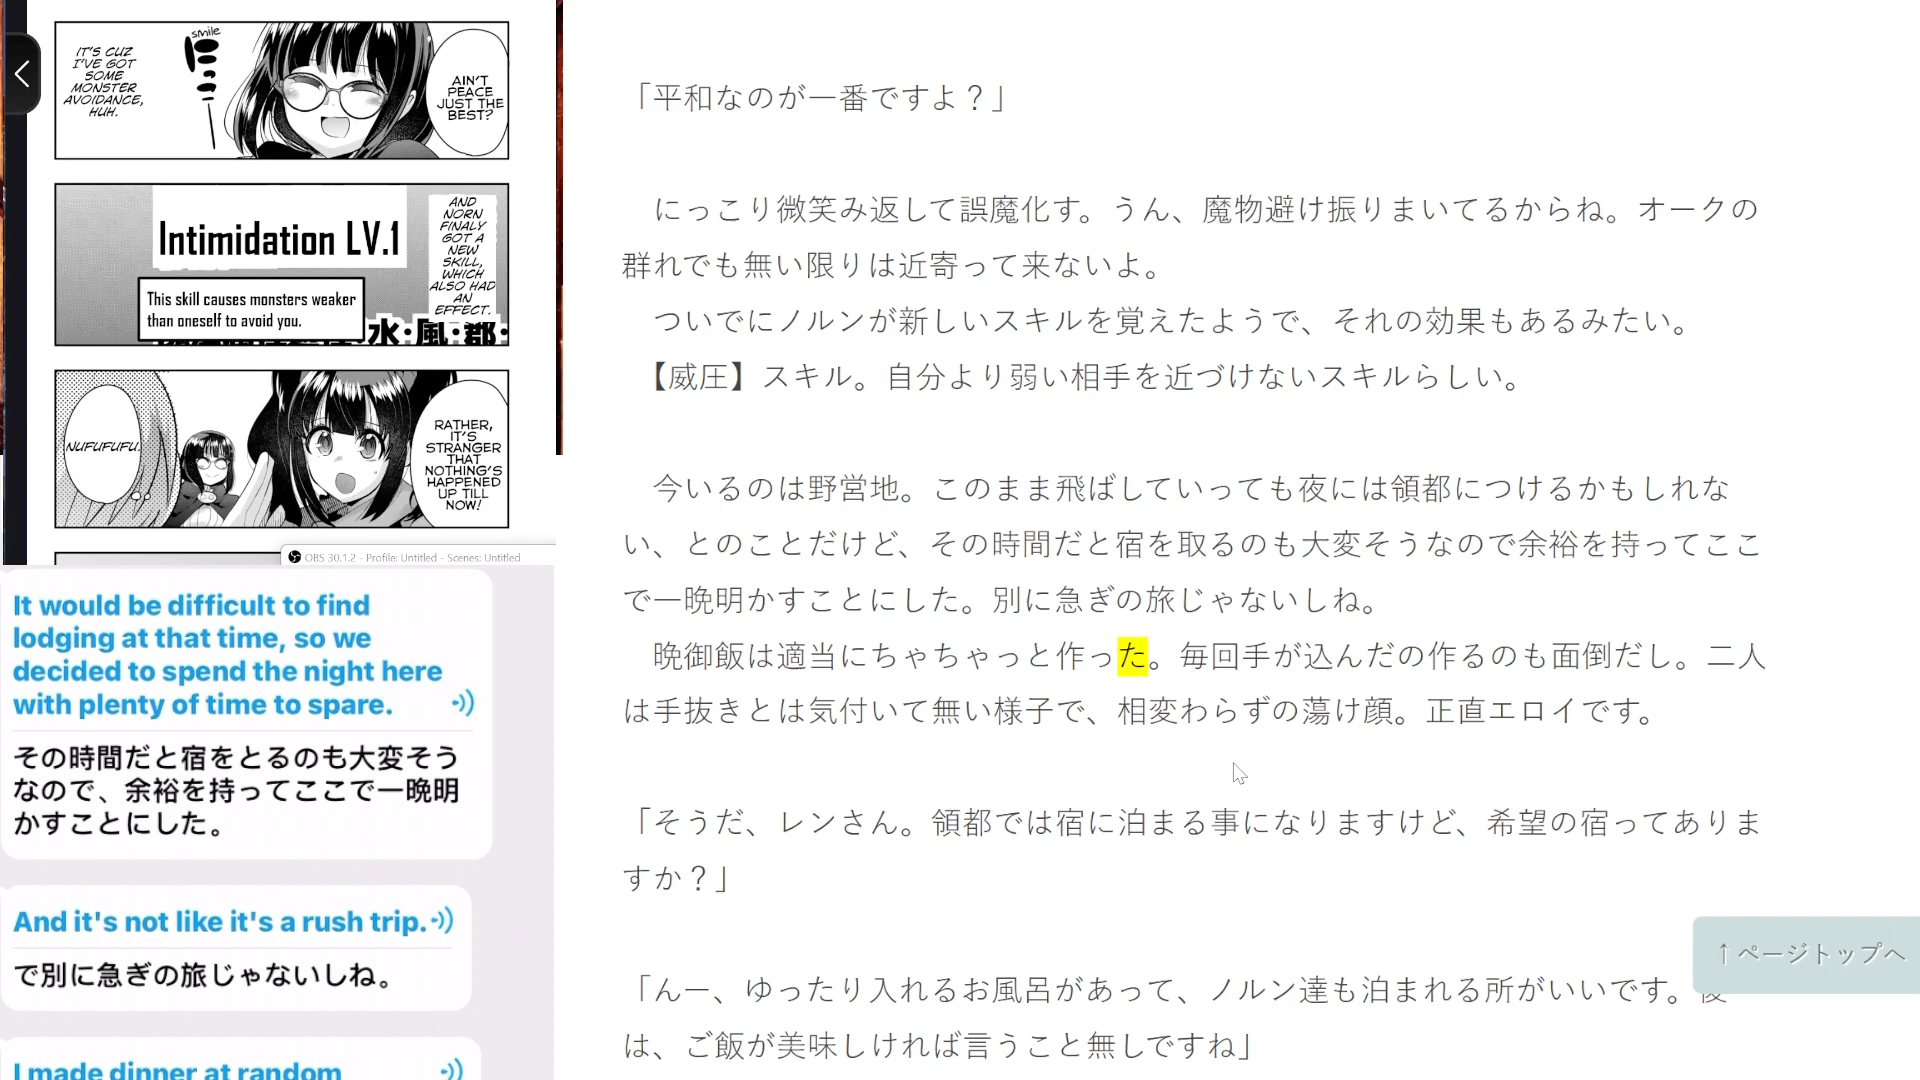 IT'S CUZ
I'VE GOT
SOME
MONSTER
AVOIDANCE,
HUH.
smile
AIN'T
PEACE
JUST THE
BEST?
AND
NORN
FINALY
GOT A
NEW
SKILL,
WHICH
ALSO HAD
AN
EFFECT.
Intimidation LV.1
This skill causes monsters weaker
than oneself to avoid you.
水・風・郡・
NUFUFUFU.
RATHER,
IT'S
STRANGER
THAT
NOTHING'S
HAPPENED
UP TILL
NOW!
OBS 30.1.2 - Profile: Untitled - Scenes: Untitled
It would be difficult to find
lodging at that time, so we
decided to spend the night here
with plenty of time to spare.
その時間だと宿をとるのも大変そう
なので、余裕を持ってここで一晩明
かすことにした。
And it's not like it's a rush trip.
で別に急ぎの旅じゃないしね。
I made dinner at random
「平和なのが一番ですよ？」
にっこり微笑み返して誤魔化す。うん、魔物避け振りまいてるからね。オークの
群れでも無い限りは近寄って来ないよ。
ついでにノルンが新しいスキルを覚えたようで、それの効果もあるみたい。
【威圧】スキル。自分より弱い相手を近づけないスキルらしい。
今いるのは野営地。このまま飛ばしていっても夜には領都につけるかもしれな
い、とのことだけど、その時間だと宿を取るのも大変そうなので余裕を持ってここ
で一晩明かすことにした。別に急ぎの旅じゃないしね。
晩御飯は適当にちゃちゃっと作った。毎回手が込んだの作るのも面倒だし。二人
は手抜きとは気付いて無い様子で、相変わらずの蕩け顔。正直エロイです。
「そうだ、レンさん。領都では宿に泊まる事になりますけど、希望の宿ってありま
すか？」
「んー、ゆったり入れるお風呂があって、ノルン達も泊まれる所がいいです。後
は、ご飯が美味しければ言うこと無しですね」
↑ページトップへ